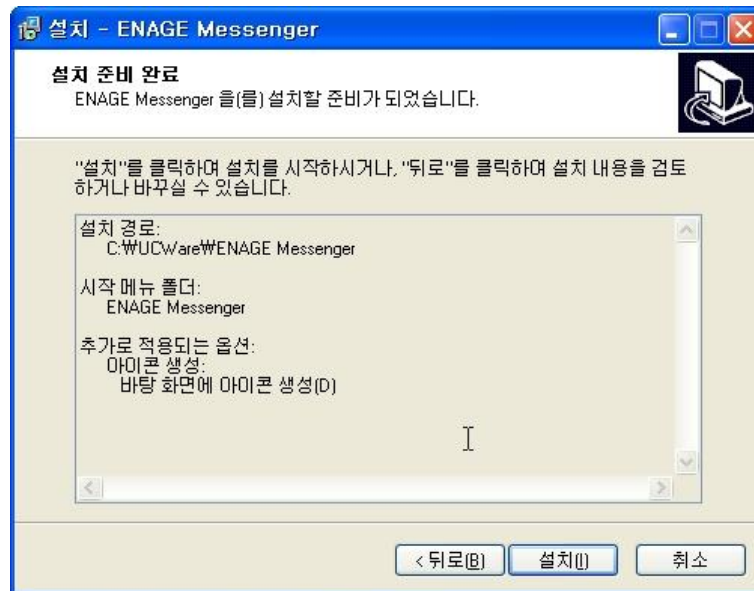 설치 - ENAGE Messenger
설치 준비 완료
ENAGE Messenger 을(를) 설치할 준비가 되었습니다.
"설치"를 클릭하여 설치를 시작하시거나, "뒤로"를 클릭하여 설치 내용을 검토
하거나 바꾸실 수 있습니다.
설치 경로:
C:₩UCWare₩ENAGE Messenger
시작 메뉴 폴더:
ENAGE Messenger
추가로 적용되는 옵션:
아이콘 생성:
바탕 화면에 아이콘 생성(D)
< 뒤로(B) 설치(I) 취소